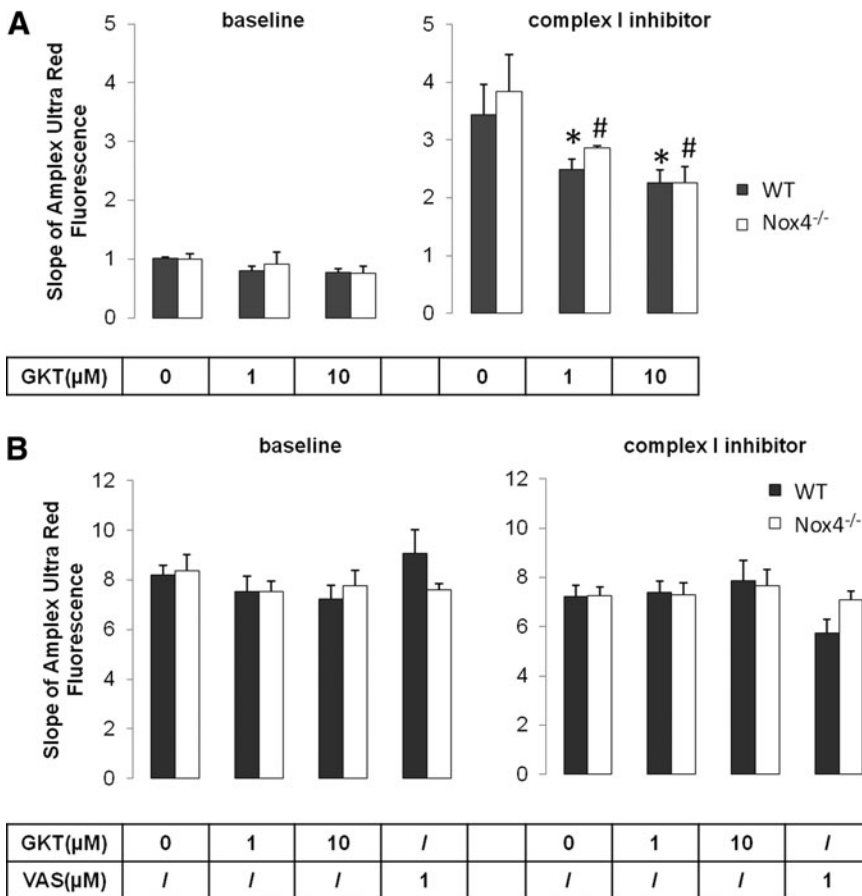 A
baseline
complex I inhibitor
Slope of Amplex Ultra Red
Fluorescence
5
4
3
2
1
0
5
4
3
2
1
0
* # * #
WT
Nox4-/-
GKT(µM) 0 1 10 0 1 10
B
baseline
complex I inhibitor
Slope of Amplex Ultra Red
Fluorescence
12
10
8
6
4
2
0
12
10
8
6
4
2
0
WT
Nox4-/-
GKT(µM) 0 1 10 / 0 1 10 /
VAS(µM) / / / 1 / / / 1